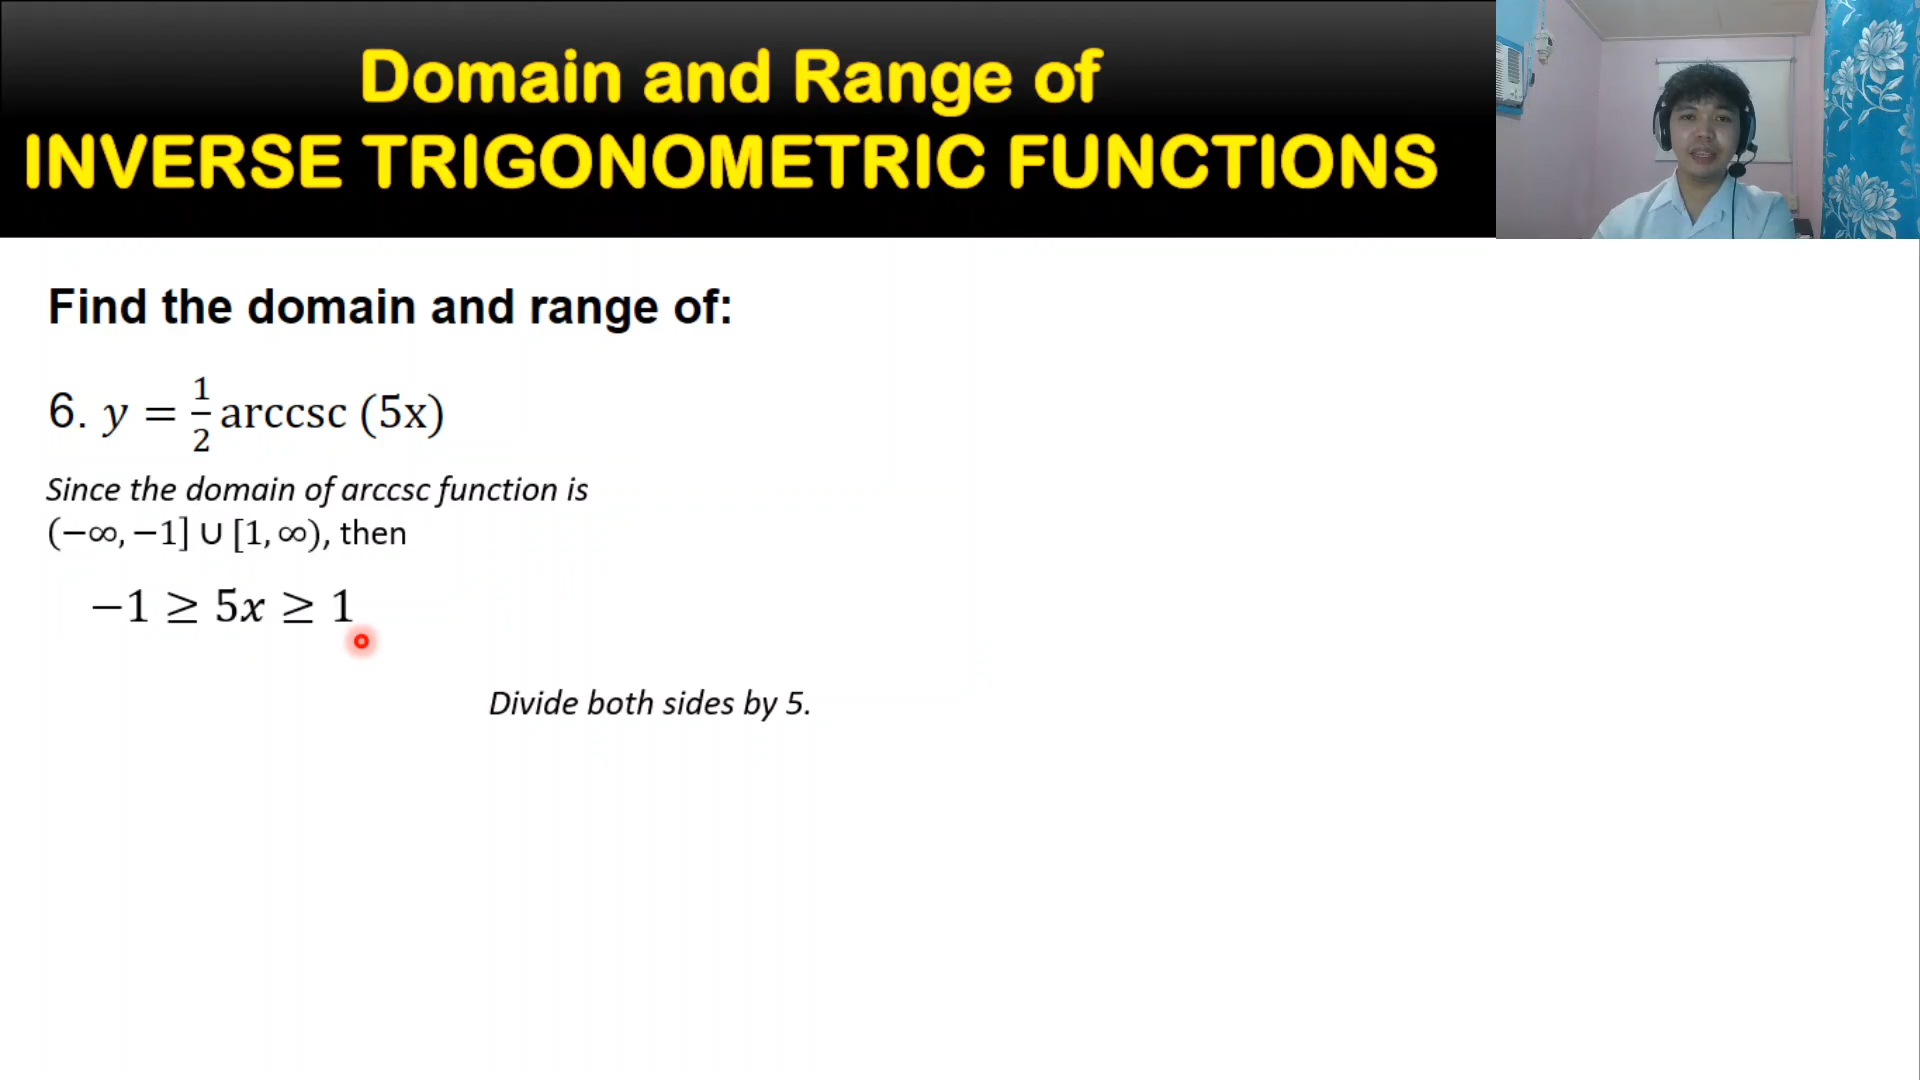 Domain and Range of
INVERSE TRIGONOMETRIC FUNCTIONS
Find the domain and range of:
6. y = 1/2 arccsc (5x)
Since the domain of arccsc function is
(−∞, −1] ∪ [1, ∞), then
−1 ≥ 5x ≥ 1
Divide both sides by 5.